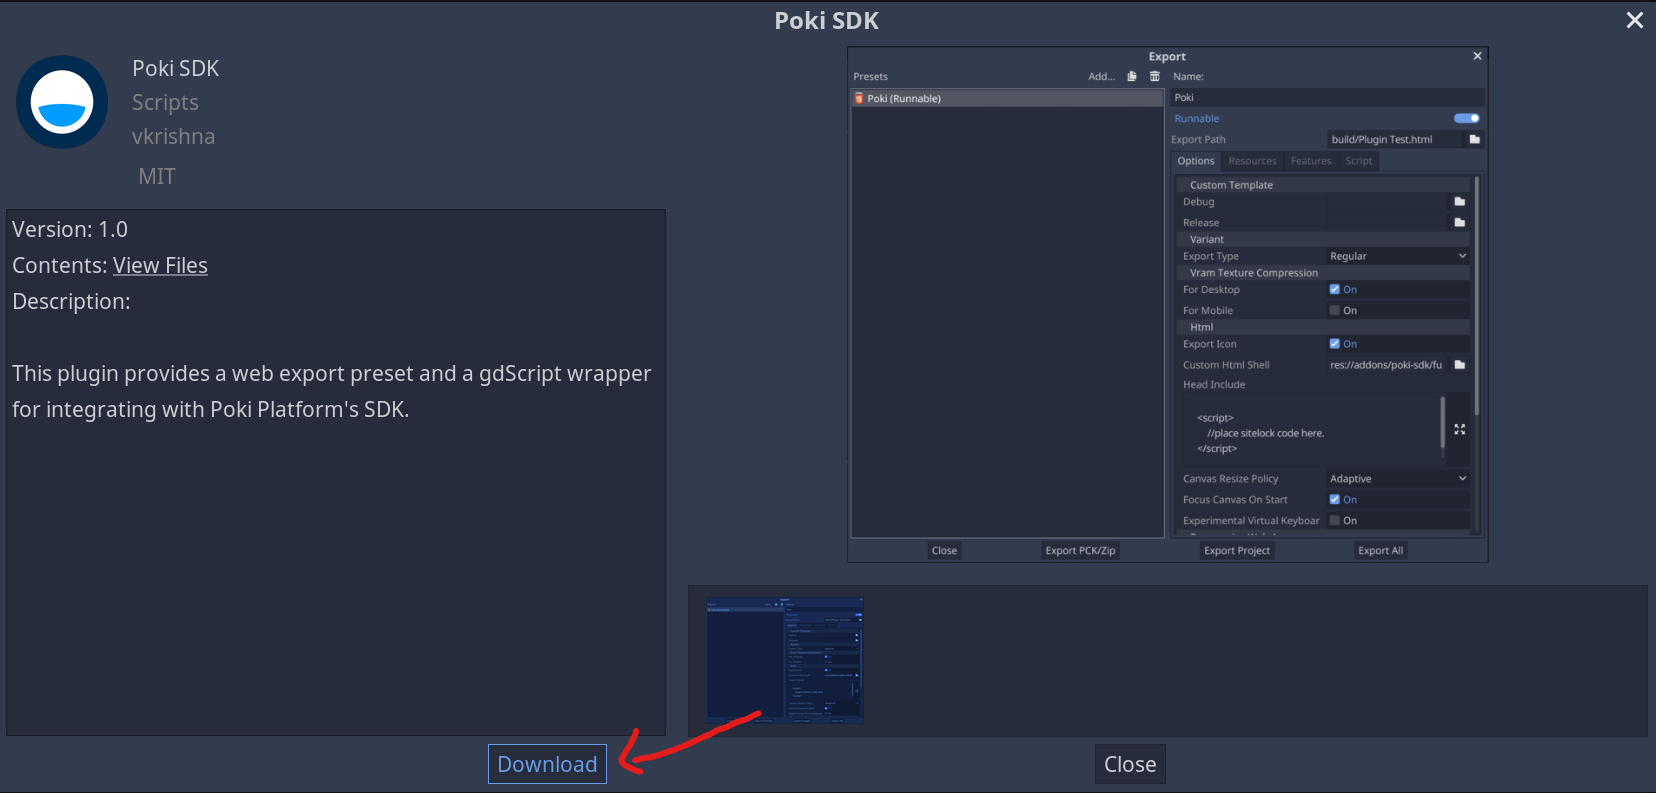 Poki SDK
Poki SDK
Scripts
vkrishna
MIT
Version: 1.0
Contents: View Files
Description:
This plugin provides a web export preset and a gdScript wrapper
for integrating with Poki Platform's SDK.
Download
Export
Presets
Add...
Name:
Poki (Runnable)
Poki
Runnable
Export Path
build/Plugin Test.html
Options Resources Features Script
Custom Template
Debug
Release
Variant
Export Type
Regular
Vram Texture Compression
For Desktop
On
For Mobile
On
Html
Export Icon
On
Custom Html Shell
res://addons/poki-sdk/fu
Head Include
<script>
//place sitelock code here.
</script>
Canvas Resize Policy
Adaptive
Focus Canvas On Start
On
Experimental Virtual Keyboar
On
Close
Export PCK/Zip
Export Project
Export All
Close